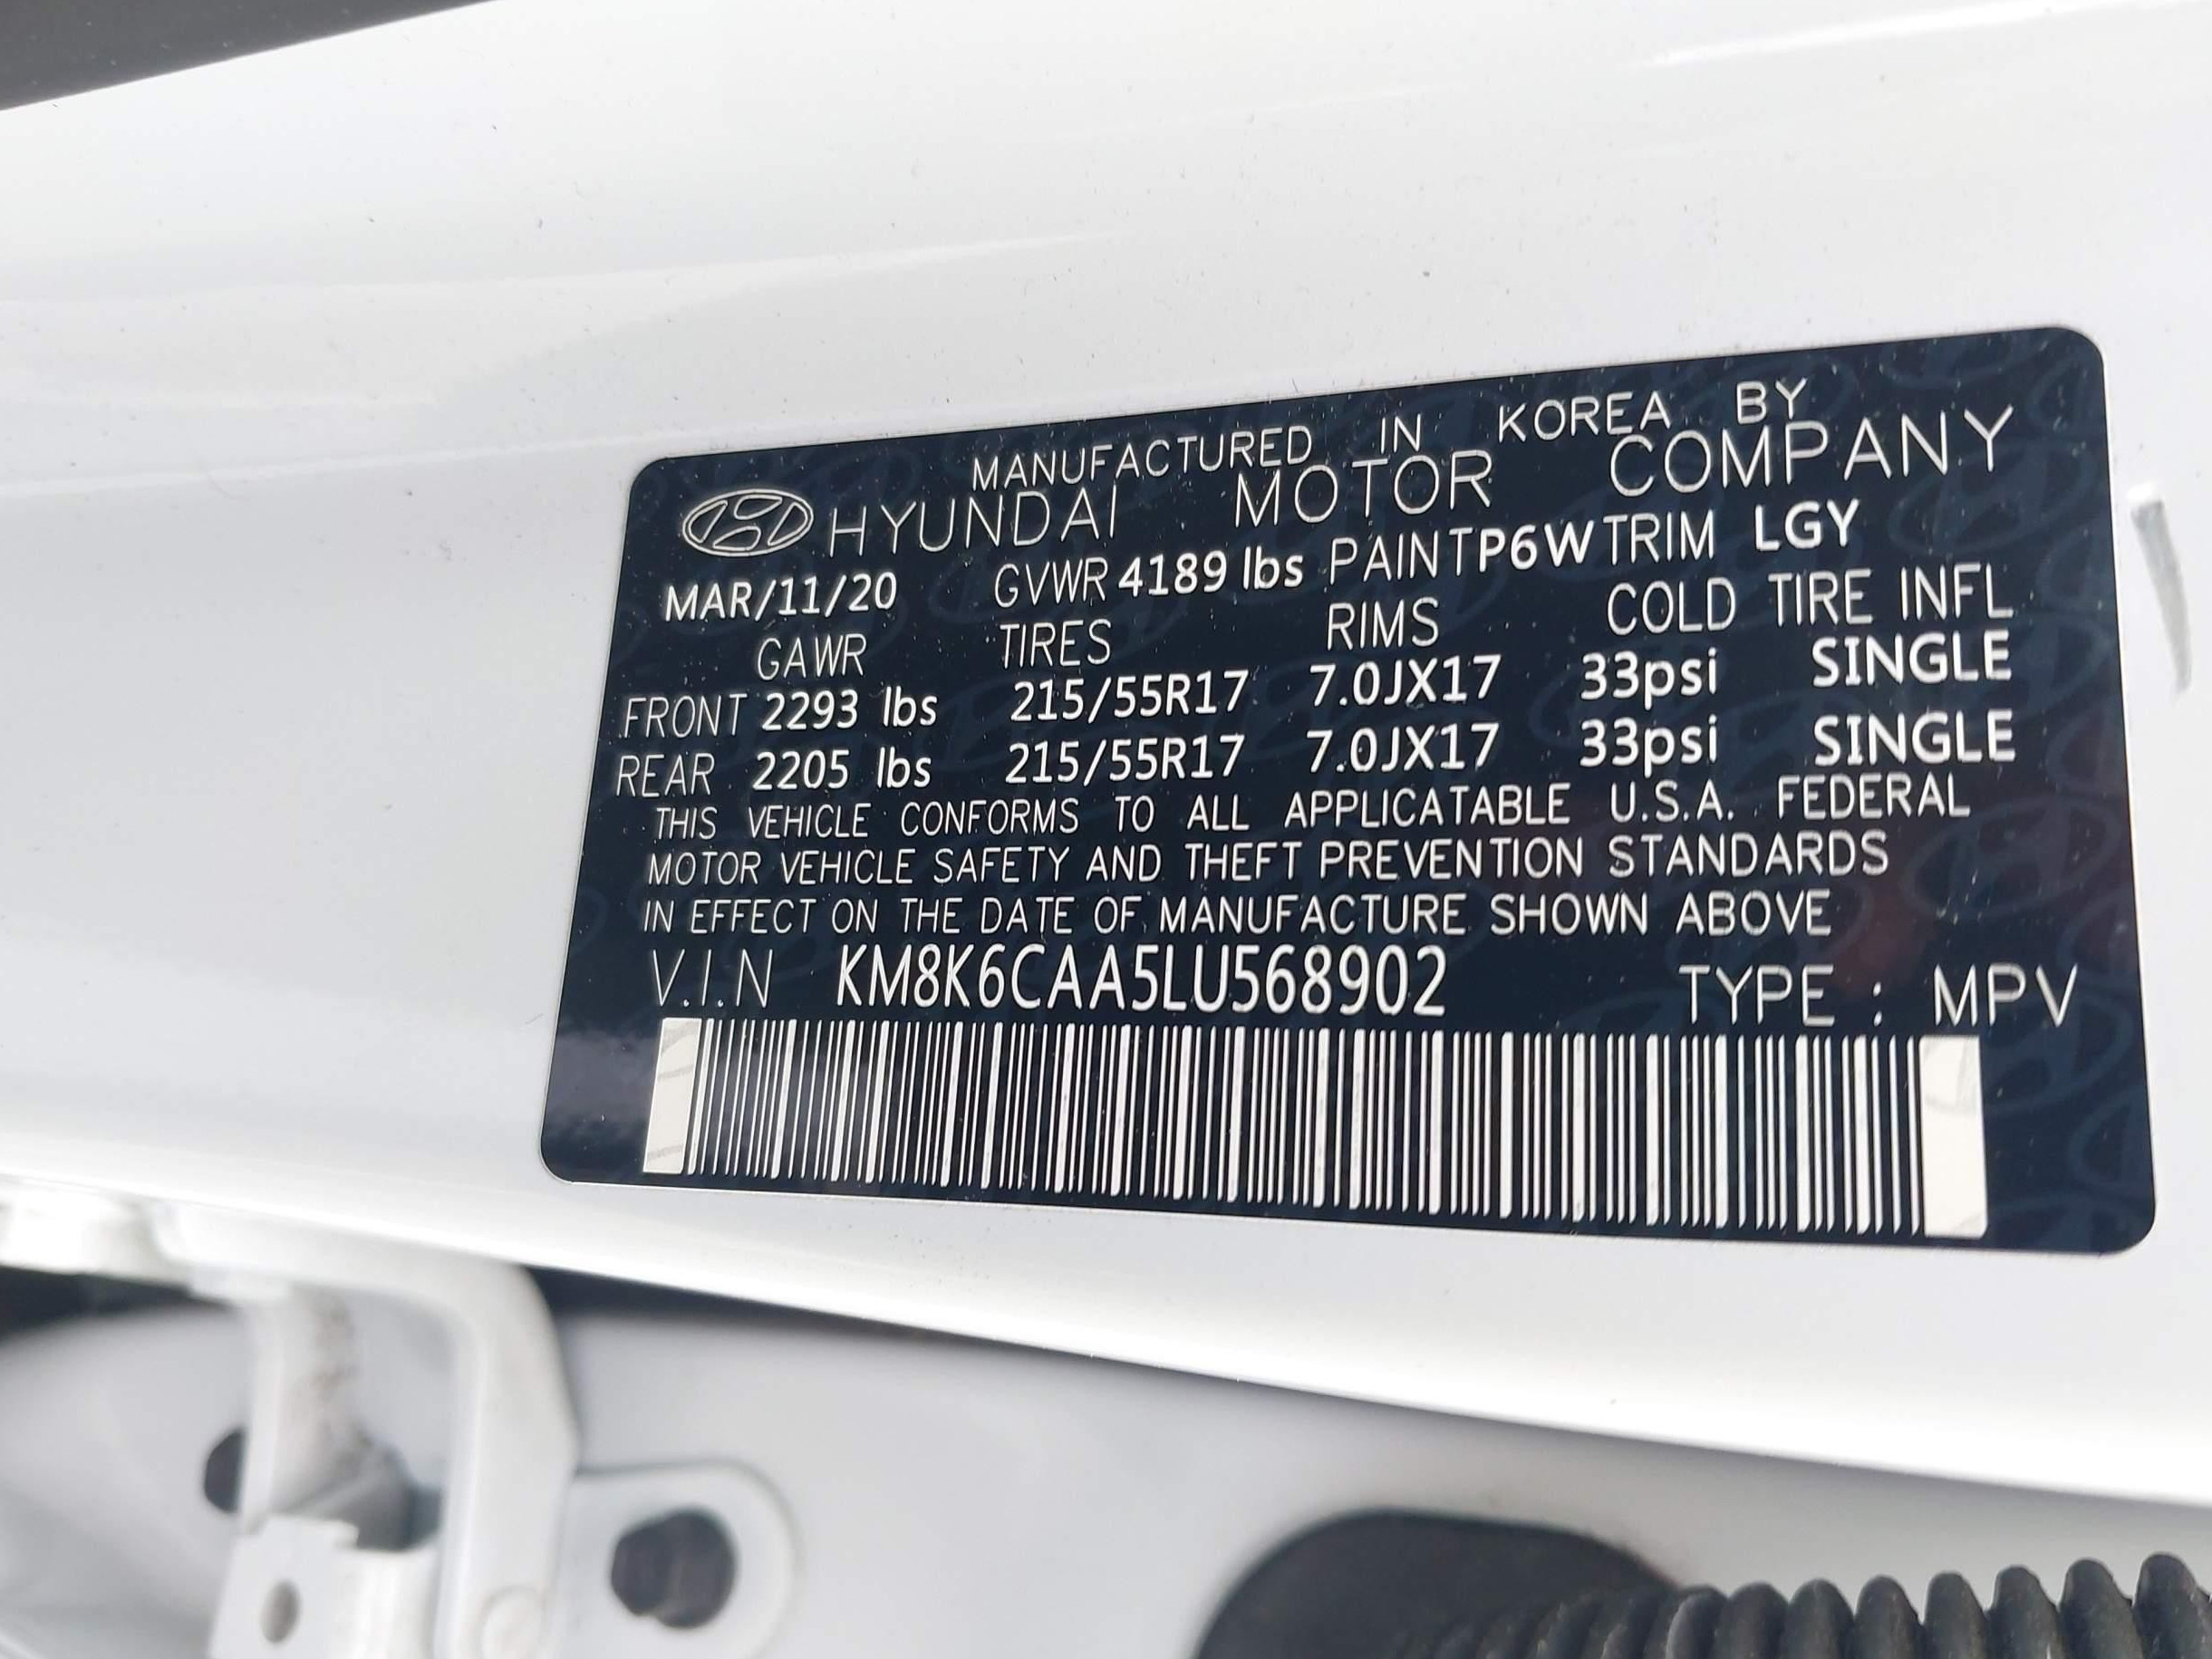 MANUFACTURED IN KOREA BY
HYUNDAI MOTOR COMPANY
MAR/11/20 GVWR 4189 lbs PAINT P6W TRIM LGY
GAWR TIRES RIMS COLD TIRE INFL
FRONT 2293 lbs 215/55R17 7.0JX17 33psi SINGLE
REAR 2205 lbs 215/55R17 7.0JX17 33psi SINGLE
THIS VEHICLE CONFORMS TO ALL APPLICATABLE U.S.A. FEDERAL
MOTOR VEHICLE SAFETY AND THEFT PREVENTION STANDARDS
IN EFFECT ON THE DATE OF MANUFACTURE SHOWN ABOVE
V.I.N KM8K6CAA5LU568902 TYPE : MPV